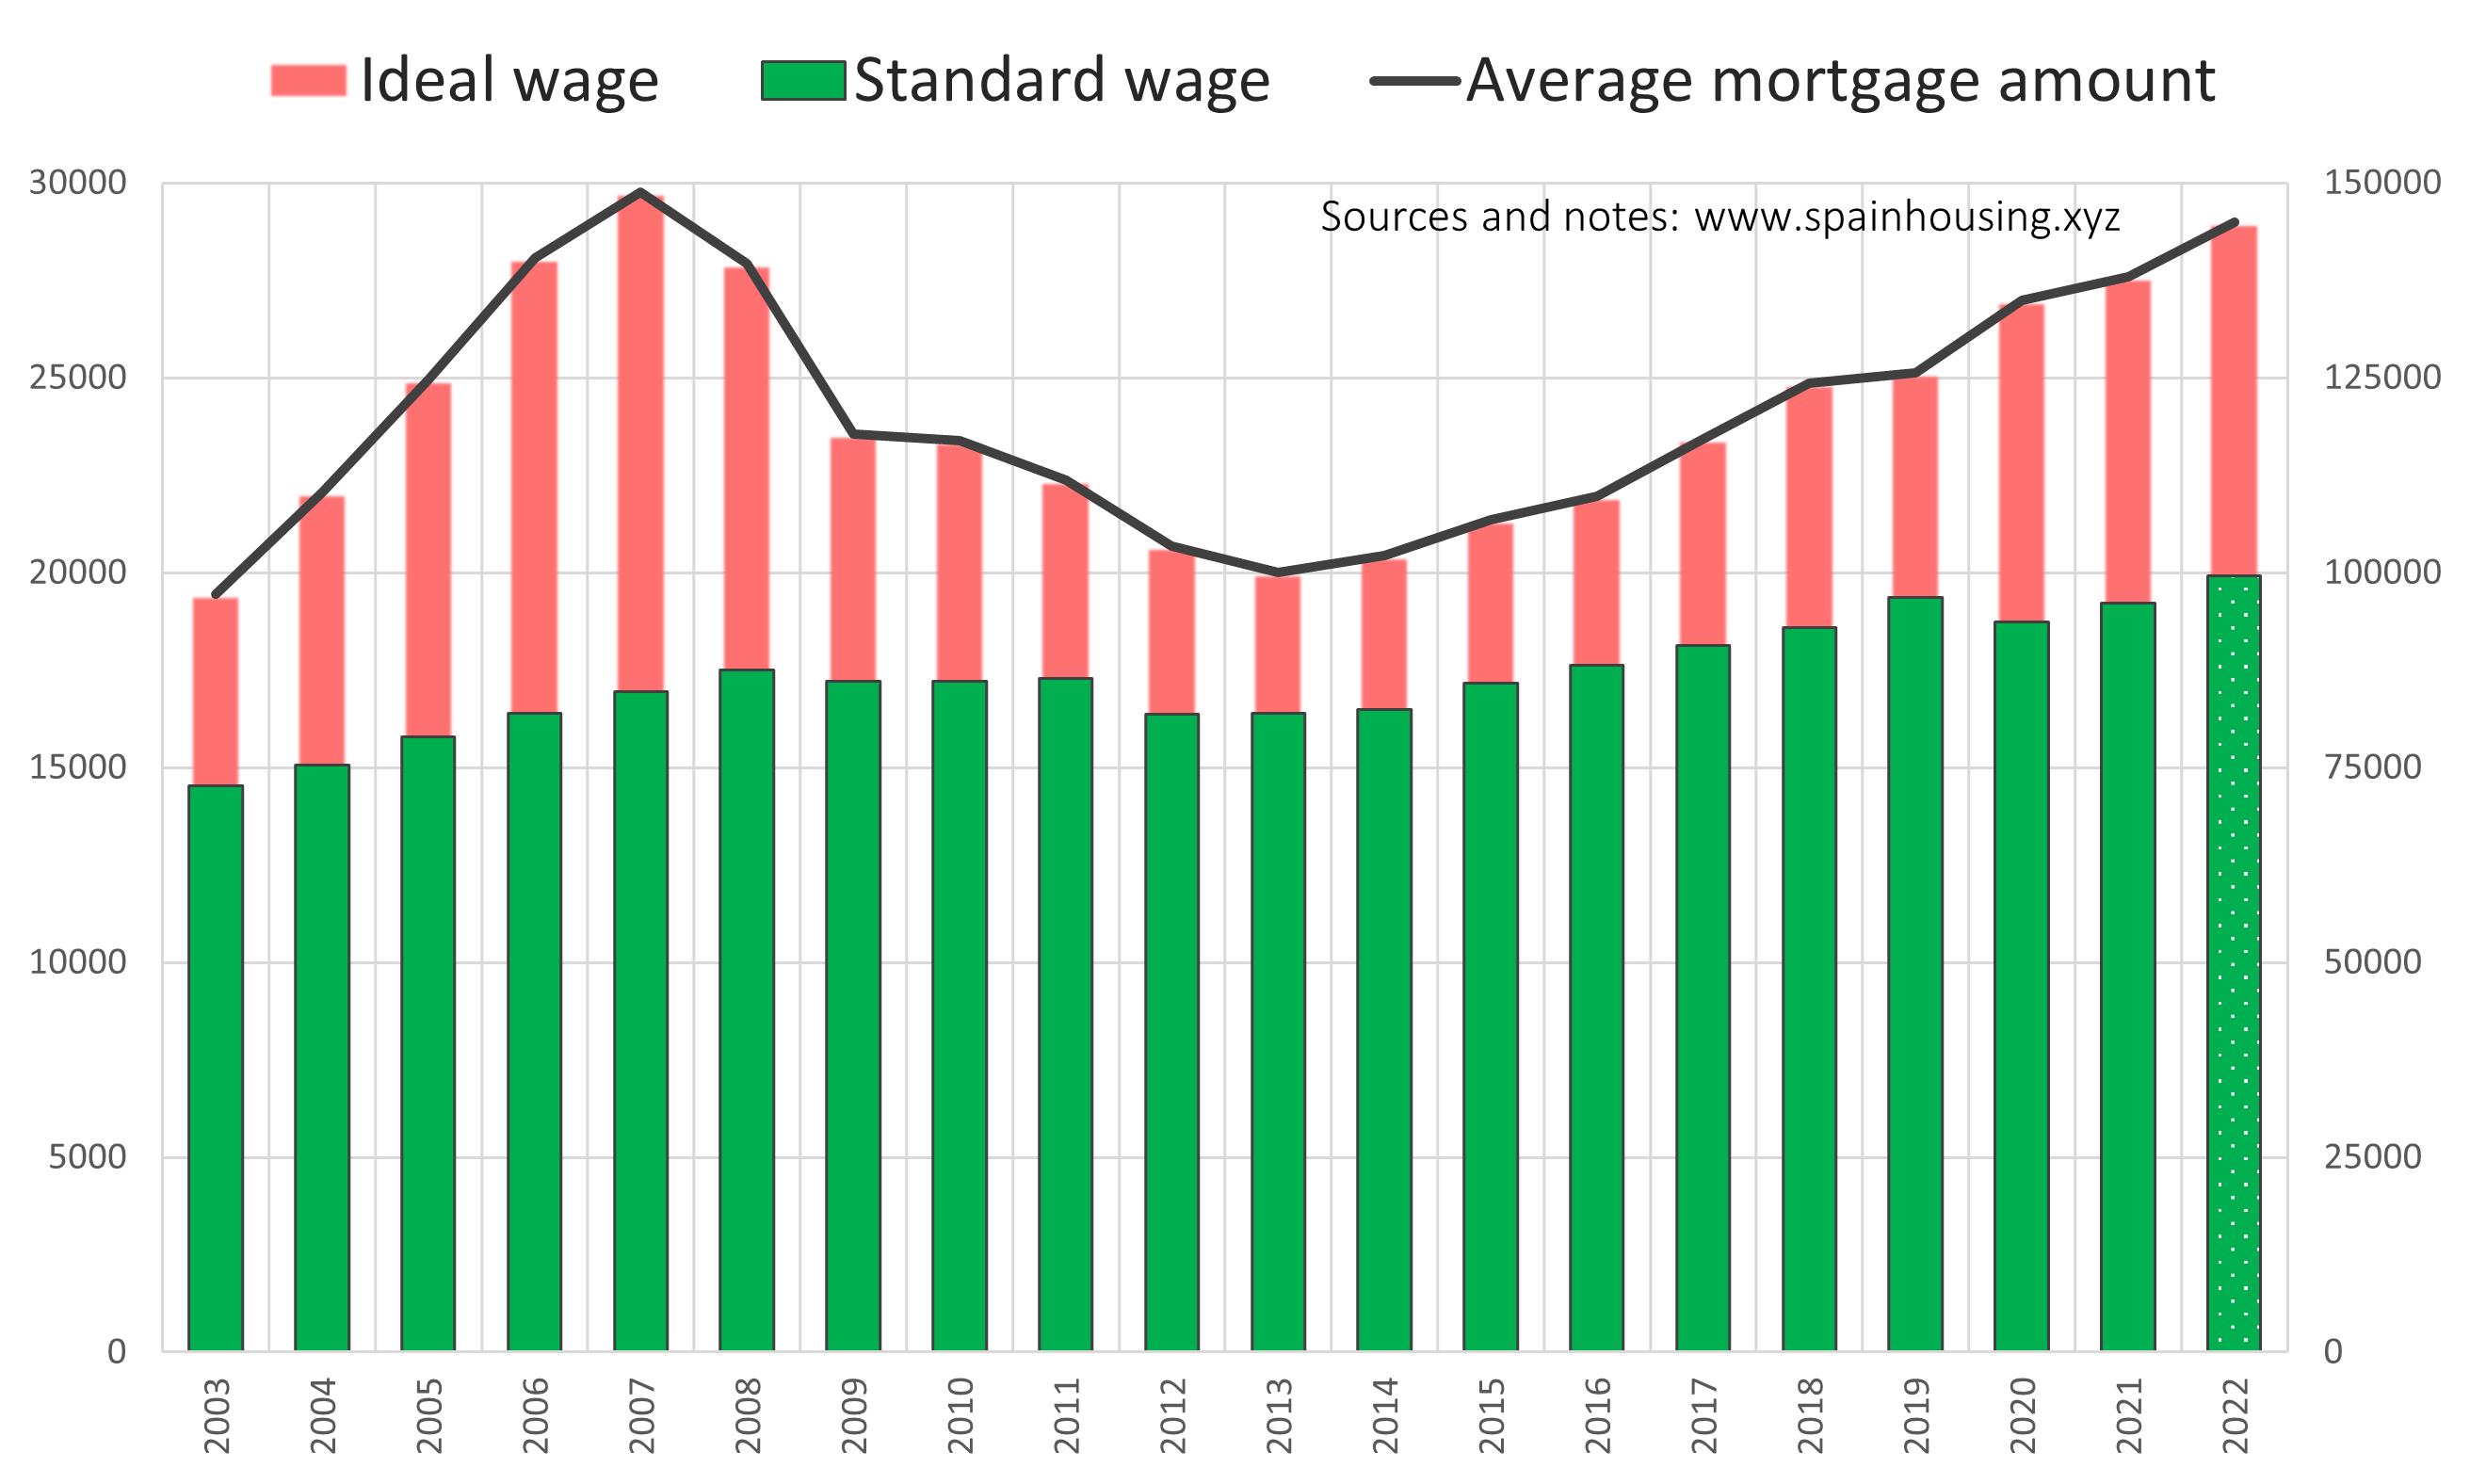 Ideal wage Standard wage Average mortgage amount
30000 150000
Sources and notes: www.spainhousing.xyz
25000 125000
20000 100000
15000 75000
10000 50000
5000 25000
0 0
2003 2004 2005 2006 2007 2008 2009 2010 2011 2012 2013 2014 2015 2016 2017 2018 2019 2020 2021 2022